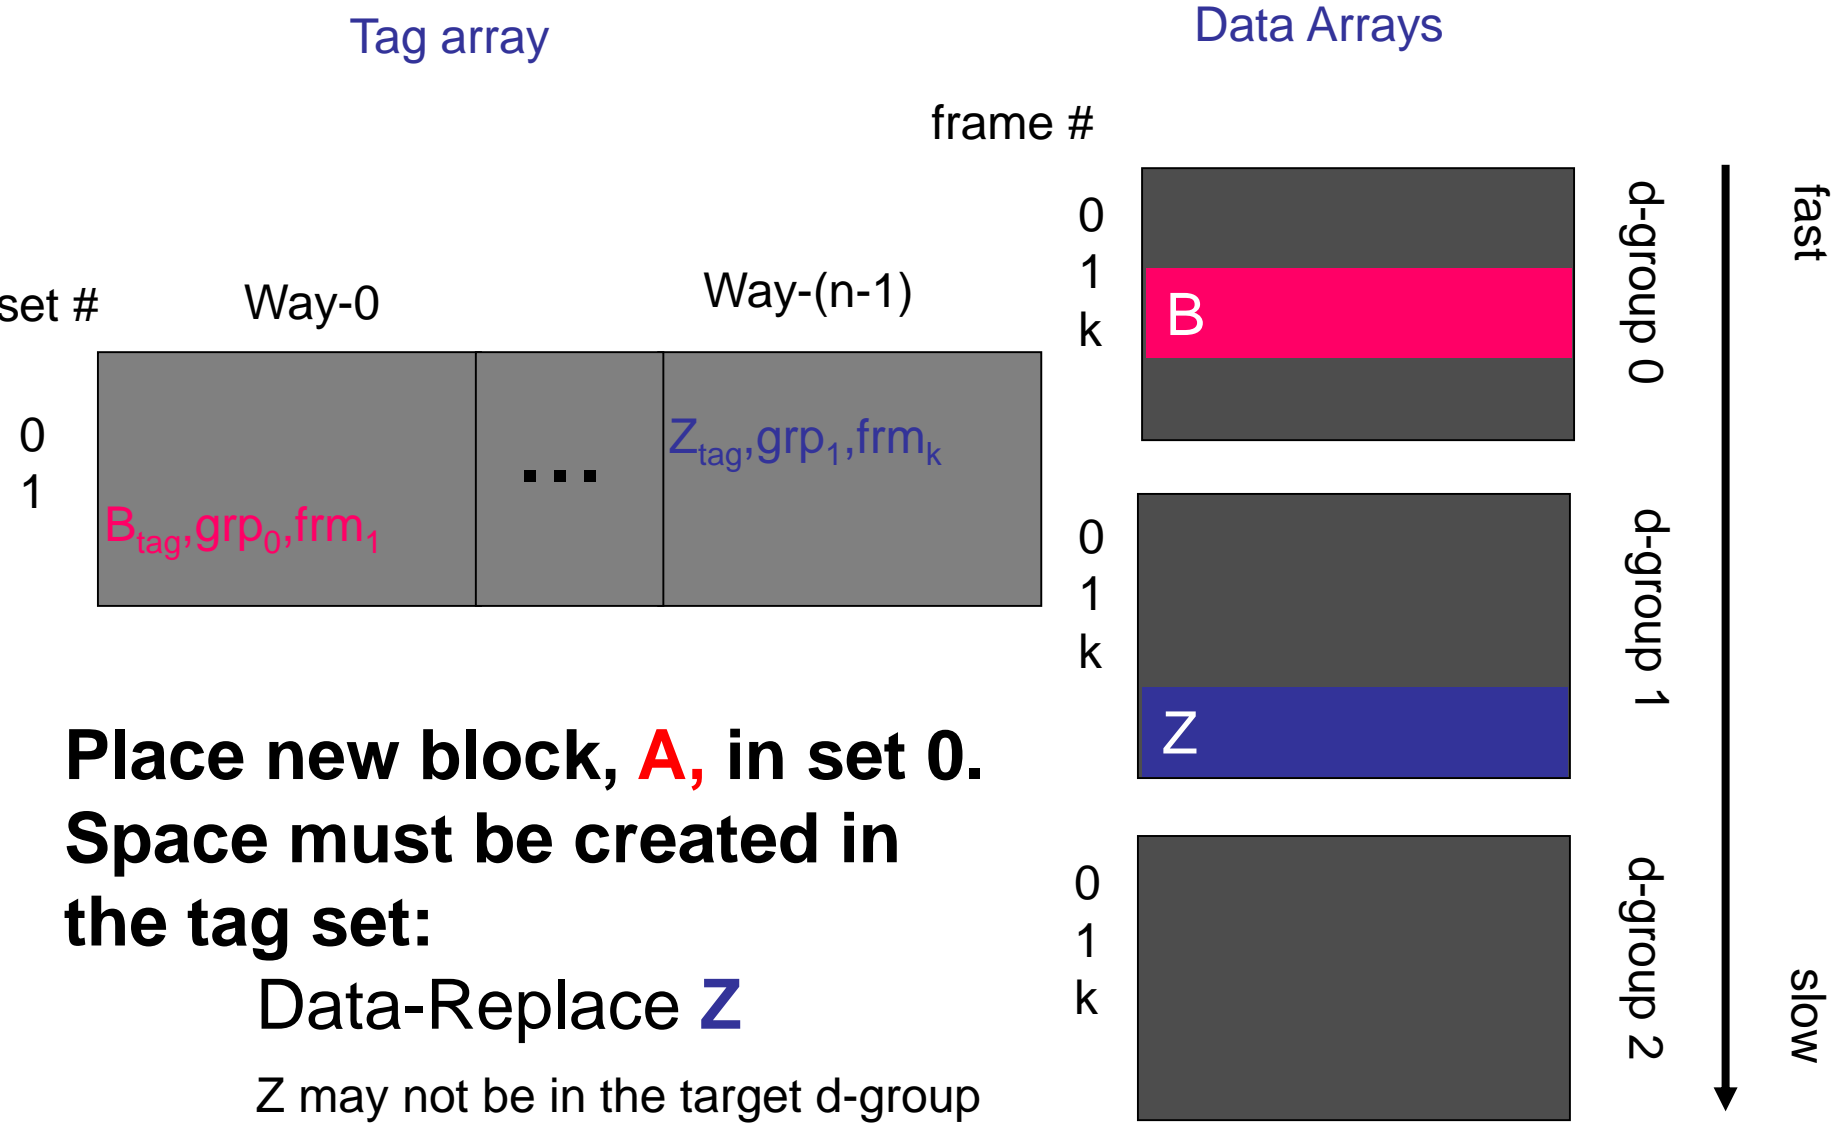 Tag array
Data Arrays
frame #
set #
Way-0
Way-(n-1)
0
1
Btag,grp0,frm1
...
Ztag,grp1,frmk
0
1
k
B
d-group 0
fast
0
1
k
Z
d-group 1
0
1
k
d-group 2
slow
Place new block, A, in set 0.
Space must be created in
the tag set:
Data-Replace Z
Z may not be in the target d-group